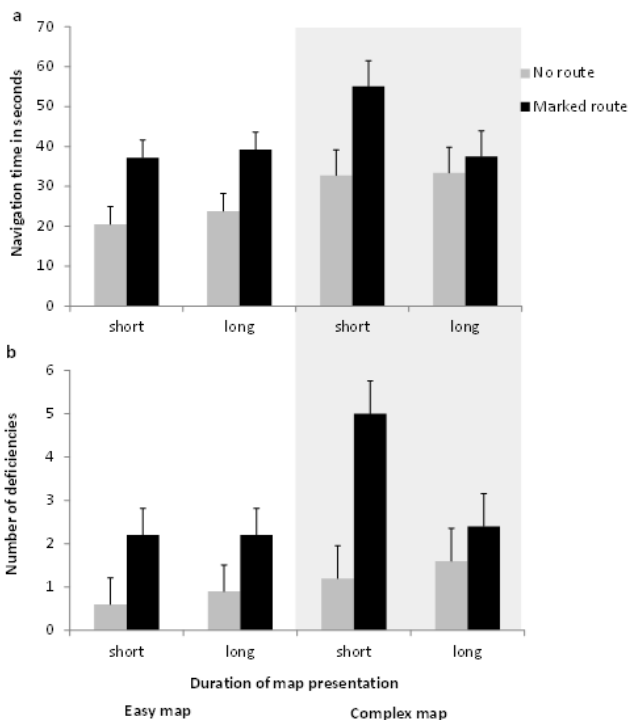 a
70
60
50
40
30
20
10
0
Navigation time in seconds
No route
Marked route
short long short long
b
6
5
4
3
2
1
0
Number of deficiencies
short long short long
Duration of map presentation
Easy map Complex map